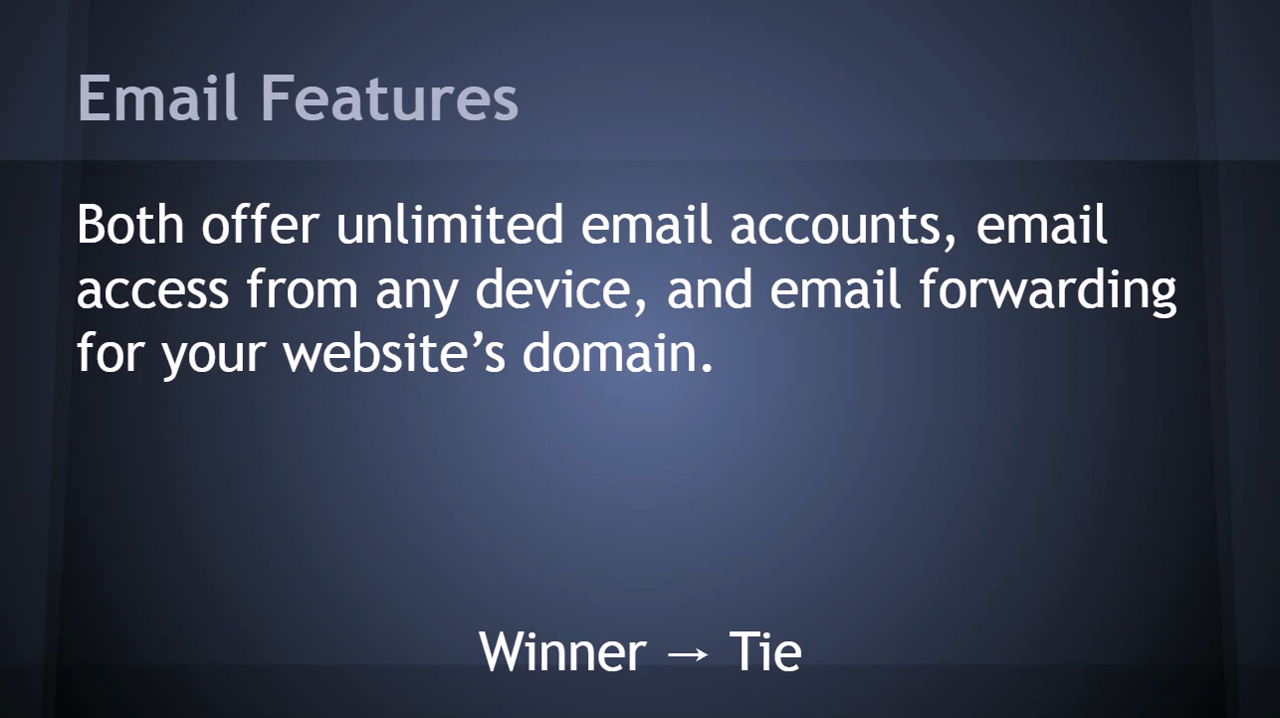 Email Features
Both offer unlimited email accounts, email
access from any device, and email forwarding
for your website’s domain.
Winner → Tie